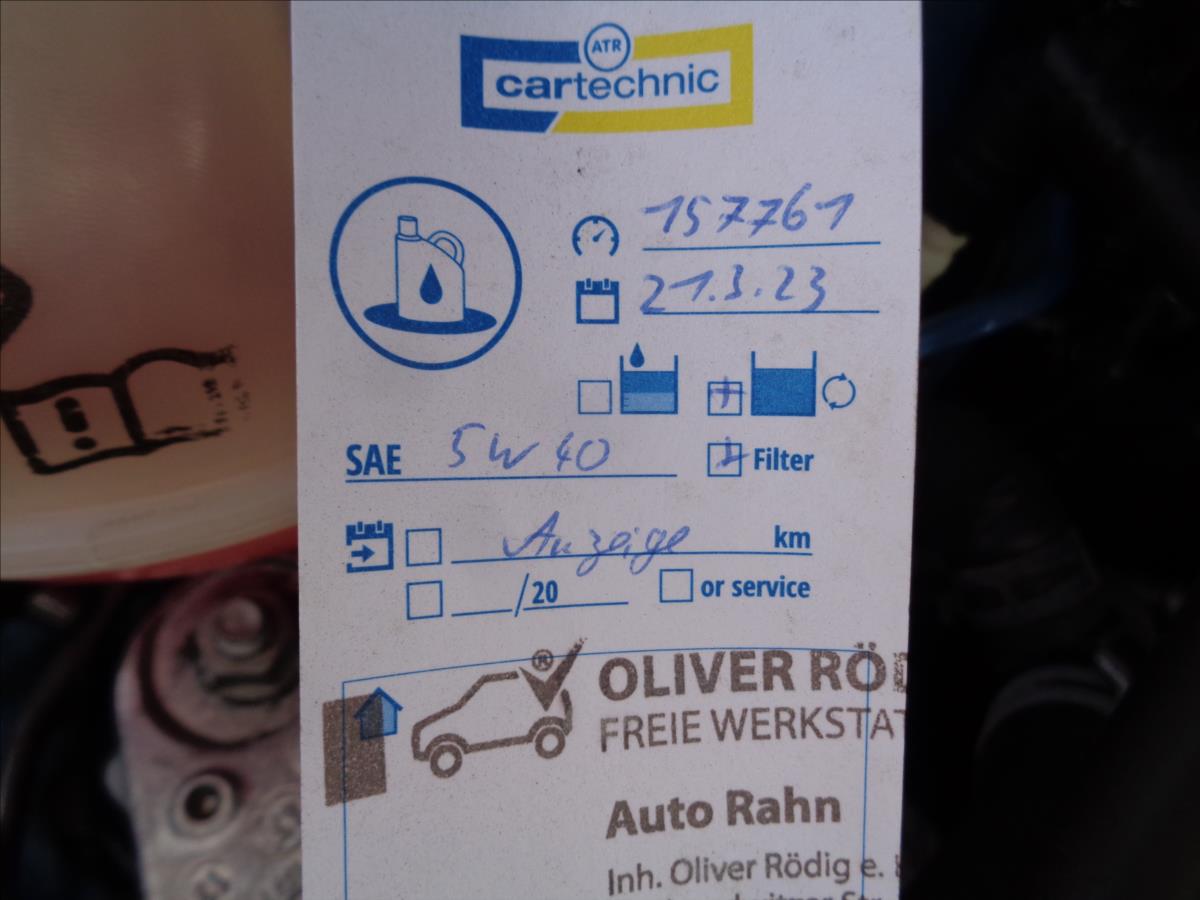 ATR
cartechnic
157761
21.3.23
SAE 5W40
Filter
Anzeige km
/20 or service
®
OLIVER RÖD
FREIE WERKSTAT
Auto Rahn
Inh. Oliver Rödig e.